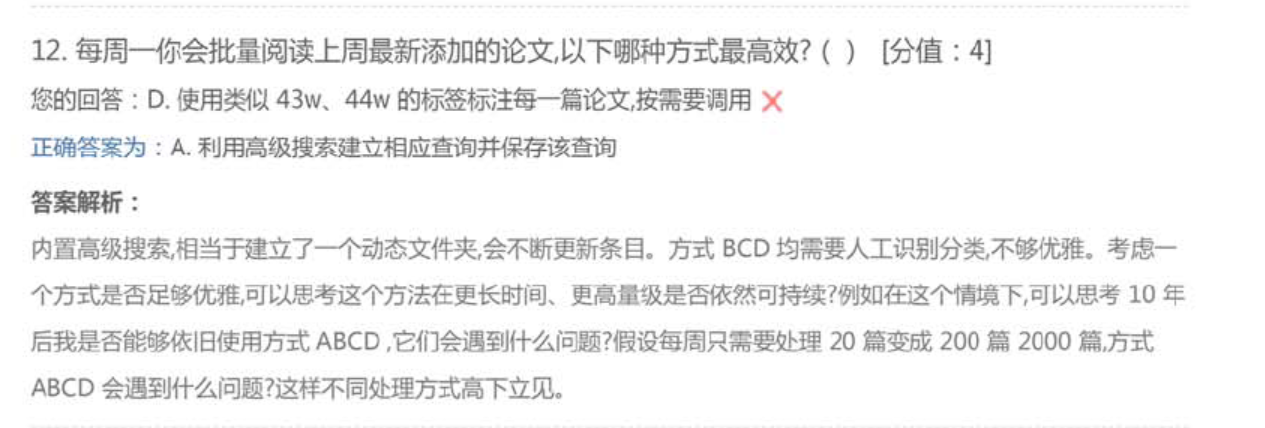 12. 每周一你会批量阅读上周最新添加的论文,以下哪种方式最高效?（ ） [分值：4]
您的回答：D. 使用类似 43w、44w 的标签标注每一篇论文,按需要调用 ❌
正确答案为：A. 利用高级搜索建立相应查询并保存该查询
答案解析：
内置高级搜索,相当于建立了一个动态文件夹,会不断更新条目。方式 BCD 均需要人工识别分类,不够优雅。考虑一
个方式是否足够优雅,可以思考这个方法在更长时间、更高量级是否依然可持续?例如在这个情境下,可以思考 10 年
后我是否能够依旧使用方式 ABCD ,它们会遇到什么问题?假设每周只需要处理 20 篇变成 200 篇 2000 篇,方式
ABCD 会遇到什么问题?这样不同处理方式高下立见。